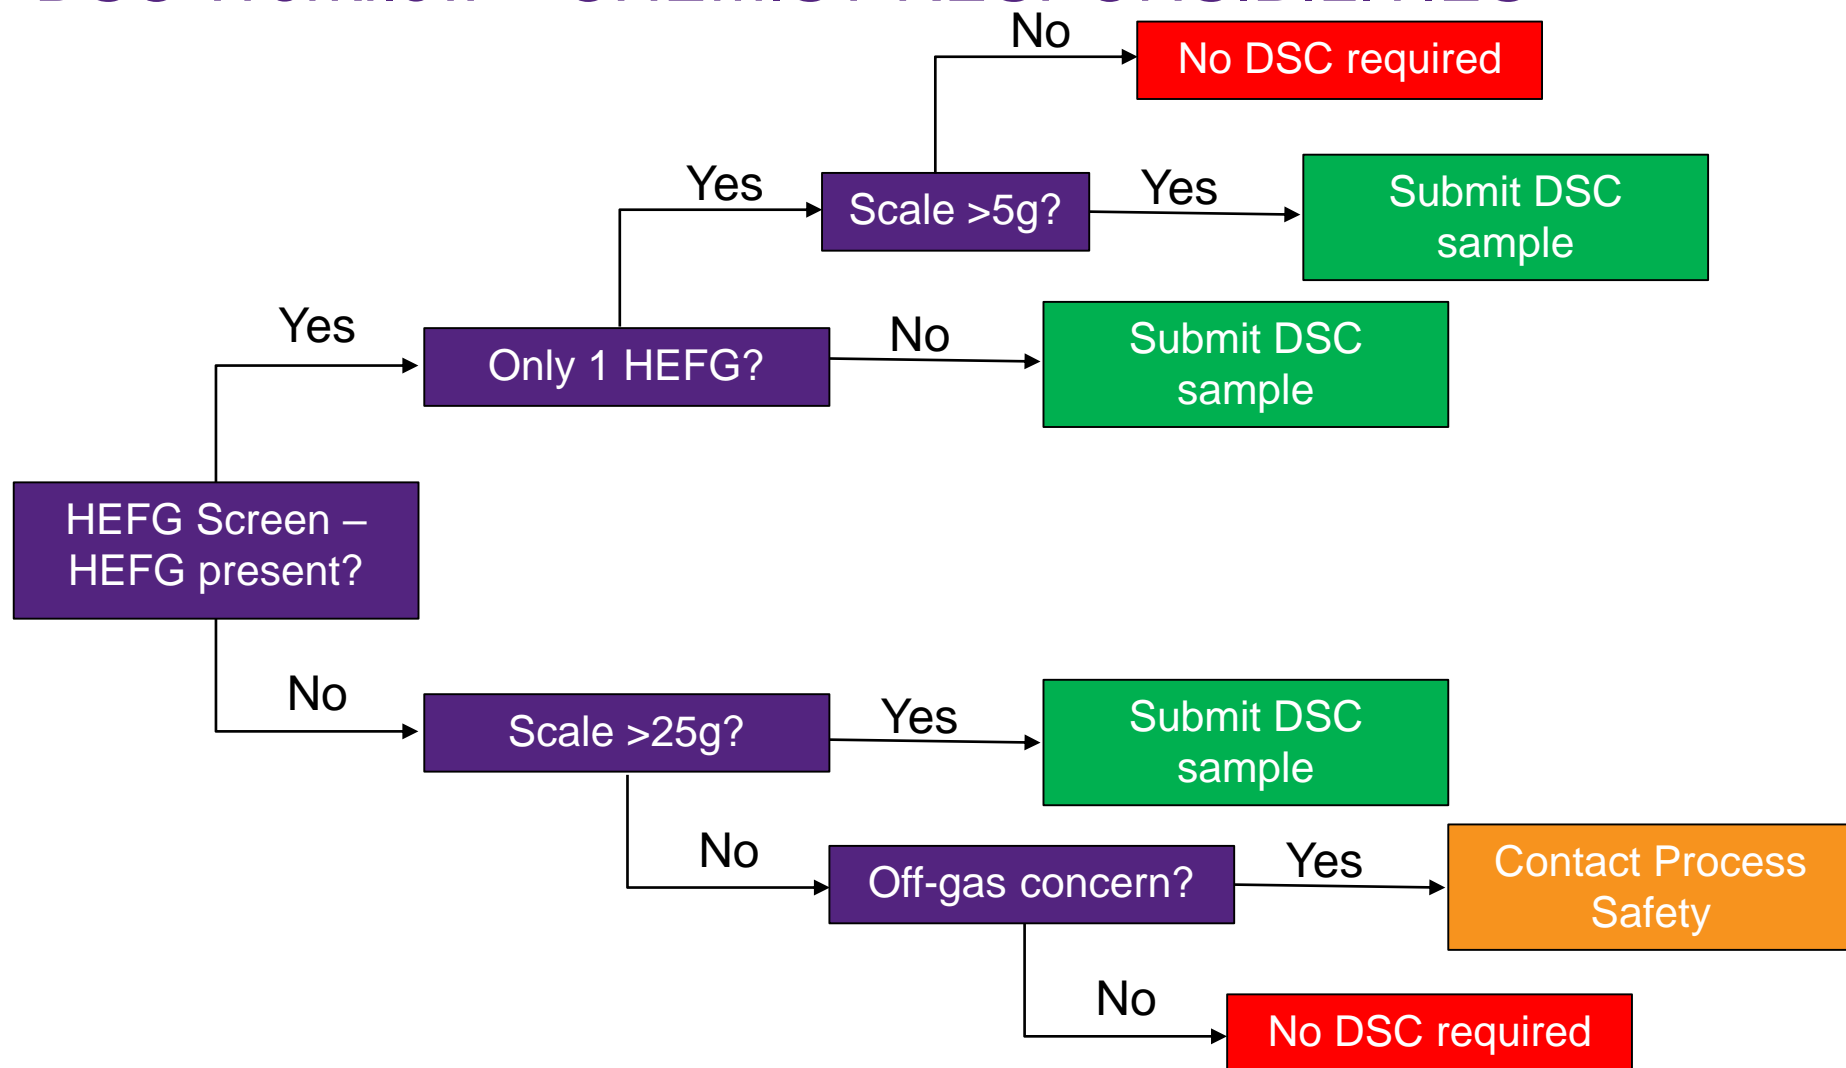 No
No DSC required
Yes
Scale >5g?
Yes
Submit DSC
sample
Yes
Only 1 HEFG?
No
Submit DSC
sample
HEFG Screen –
HEFG present?
No
Scale >25g?
Yes
Submit DSC
sample
No
Off-gas concern?
Yes
Contact Process
Safety
No
No DSC required